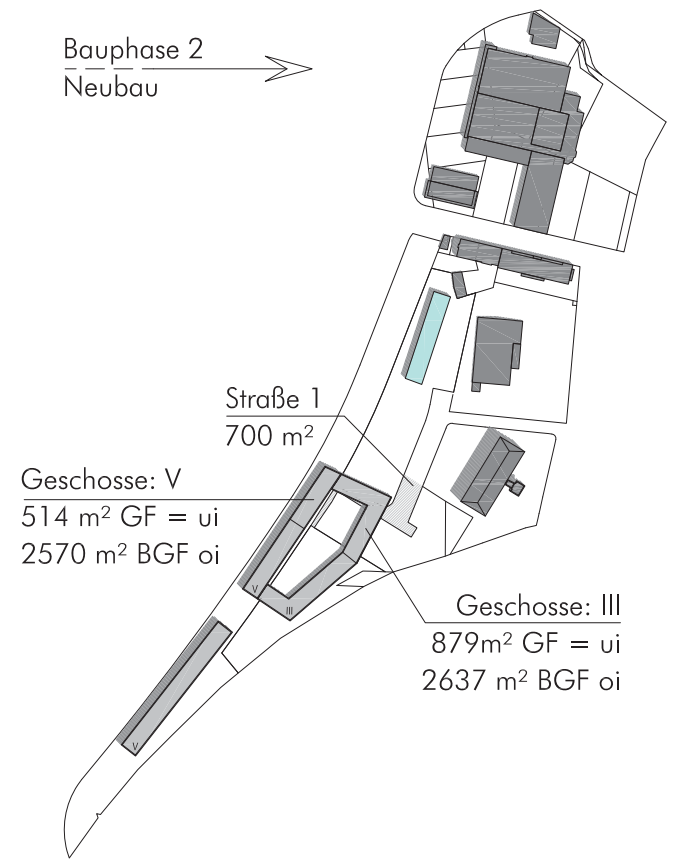 Bauphase 2
Neubau
Straße 1
700 m²
Geschosse: V
514 m² GF = ui
2570 m² BGF oi
V
III
Geschosse: III
879m² GF = ui
2637 m² BGF oi
V